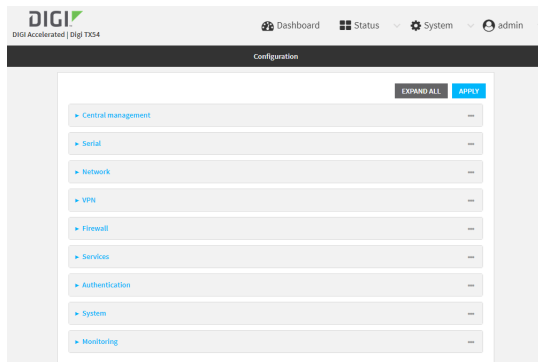 DIGI
DIGI Accelerated | Digi TX54
Dashboard Status System admin
Configuration
EXPAND ALL APPLY
Central management
Serial
Network
VPN
Firewall
Services
Authentication
System
Monitoring